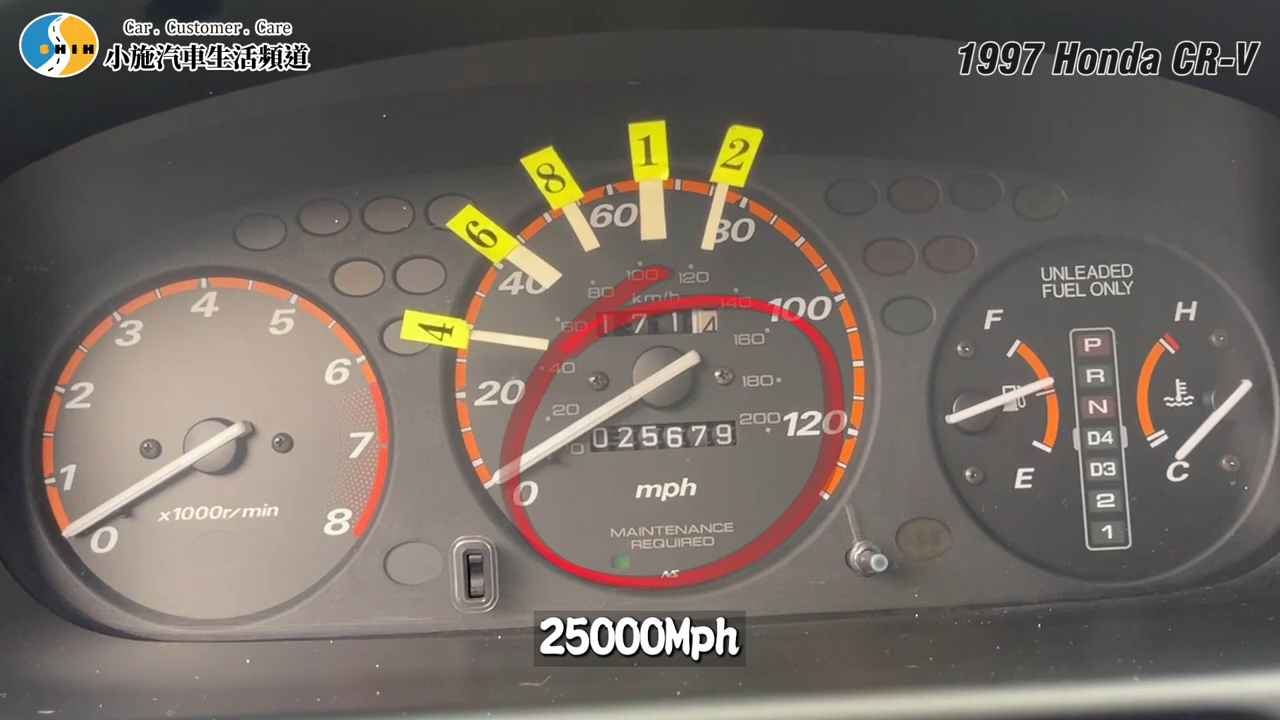 Car. Customer. Care
SHIH
小施汽車生活頻道
1997 Honda CR-V
0
1
2
3
4
5
6
7
8
x1000r/min
4
6
8
1
2
0
20
40
60
80
100
120
0
20
40
60
80
100
120
140
160
180
200
km/h
1714
025679
mph
MAINTENANCE
REQUIRED
NS
UNLEADED
FUEL ONLY
F
E
P
R
N
D4
D3
2
1
H
C
25000Mph